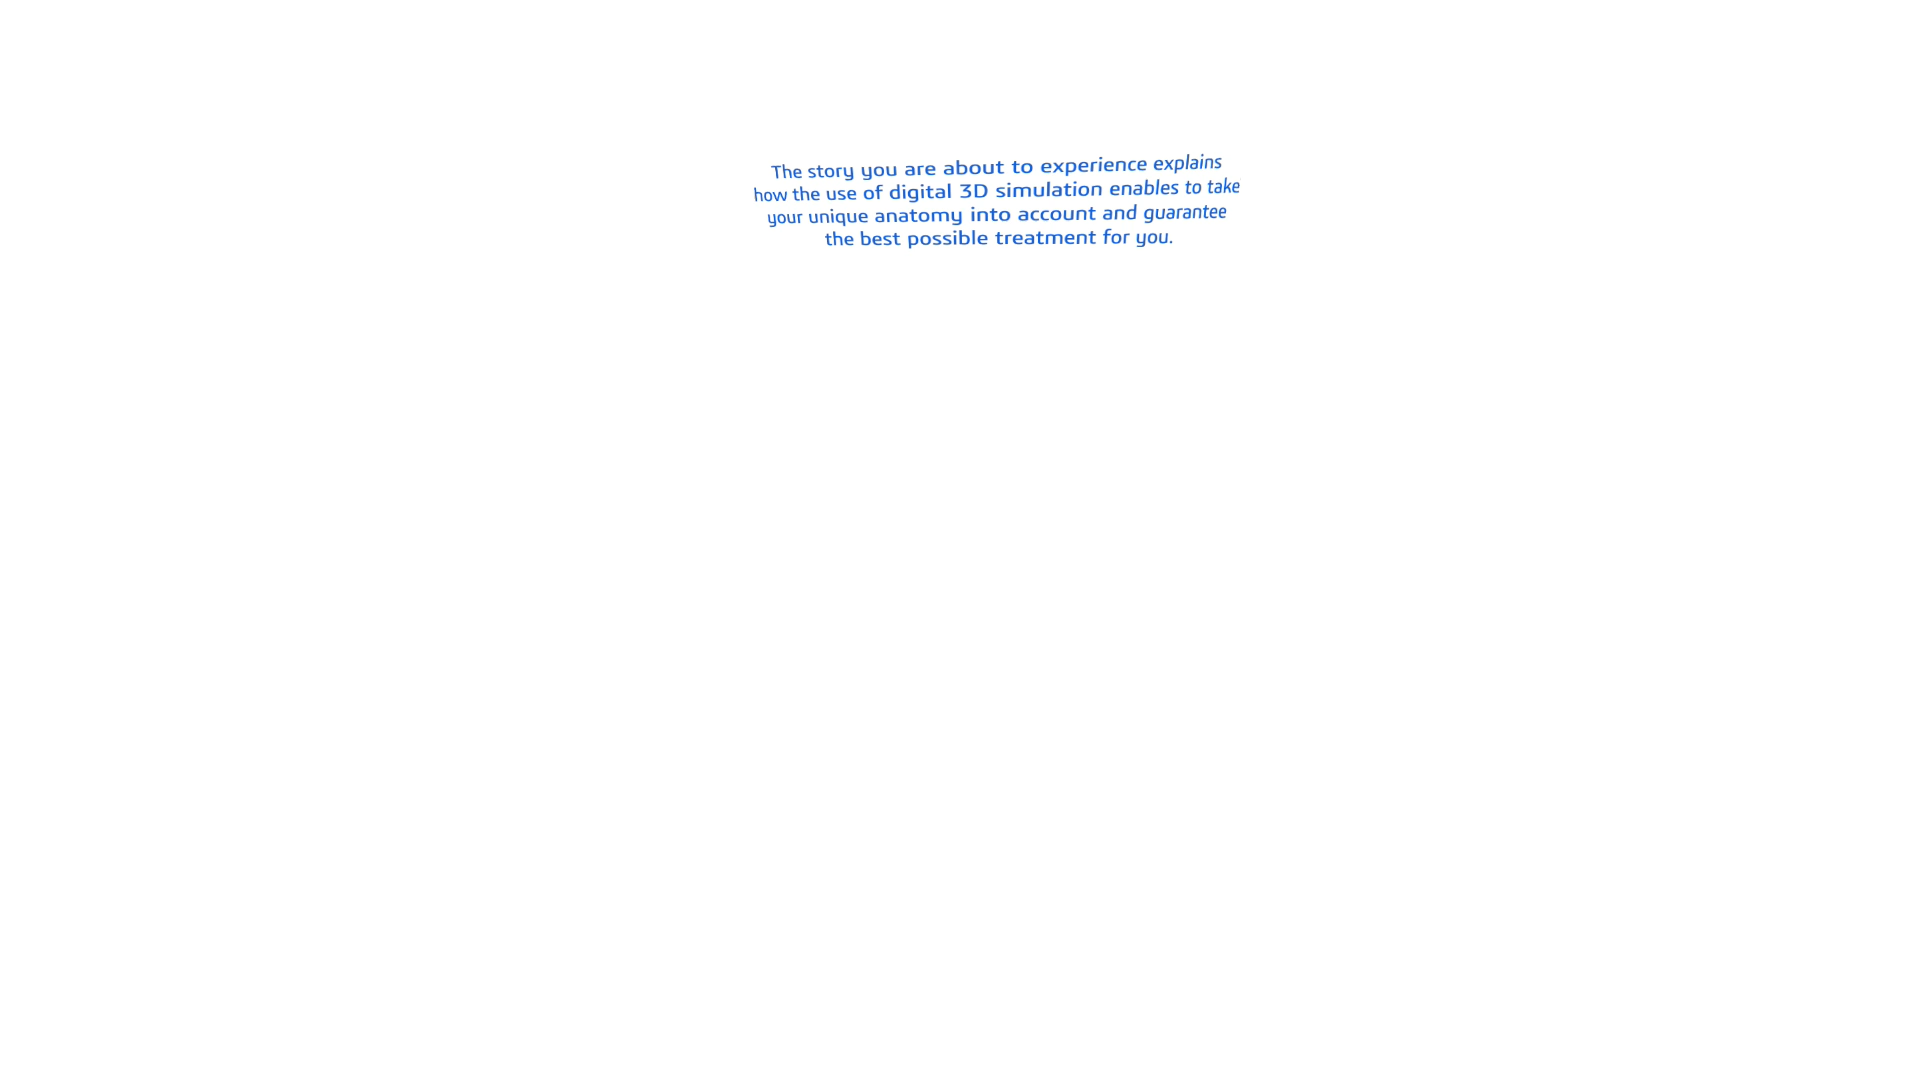 The story you are about to experience explains
how the use of digital 3D simulation enables to take
your unique anatomy into account and guarantee
the best possible treatment for you.